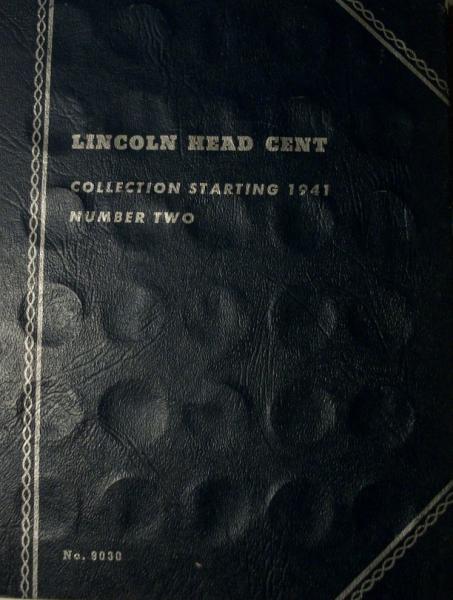 LINCOLN HEAD CENT
COLLECTION STARTING 1941
NUMBER TWO
No. 9030